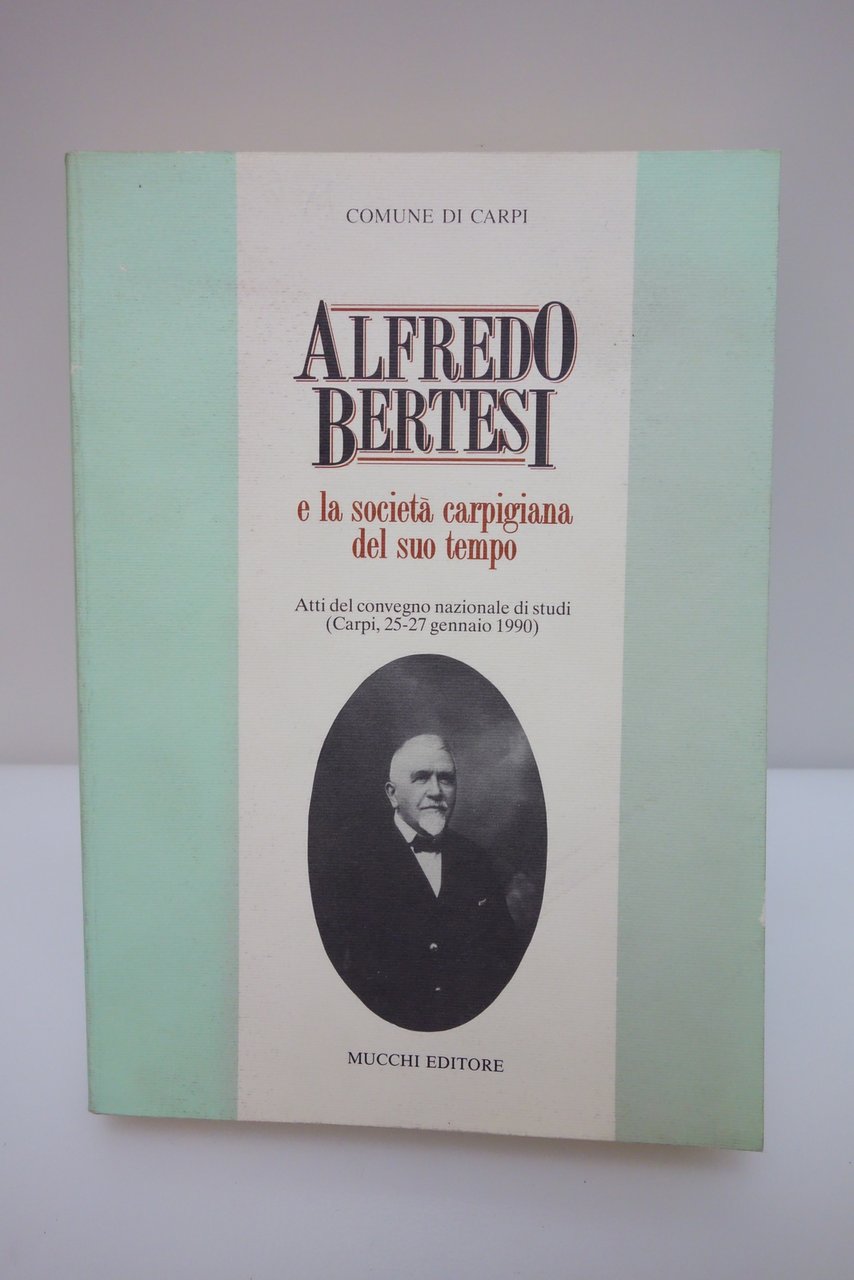 COMUNE DI CARPI
ALFREDO
BERTESI
e la società carpigiana
del suo tempo
Atti del convegno nazionale di studi
(Carpi, 25-27 gennaio 1990)
MUCCHI EDITORE